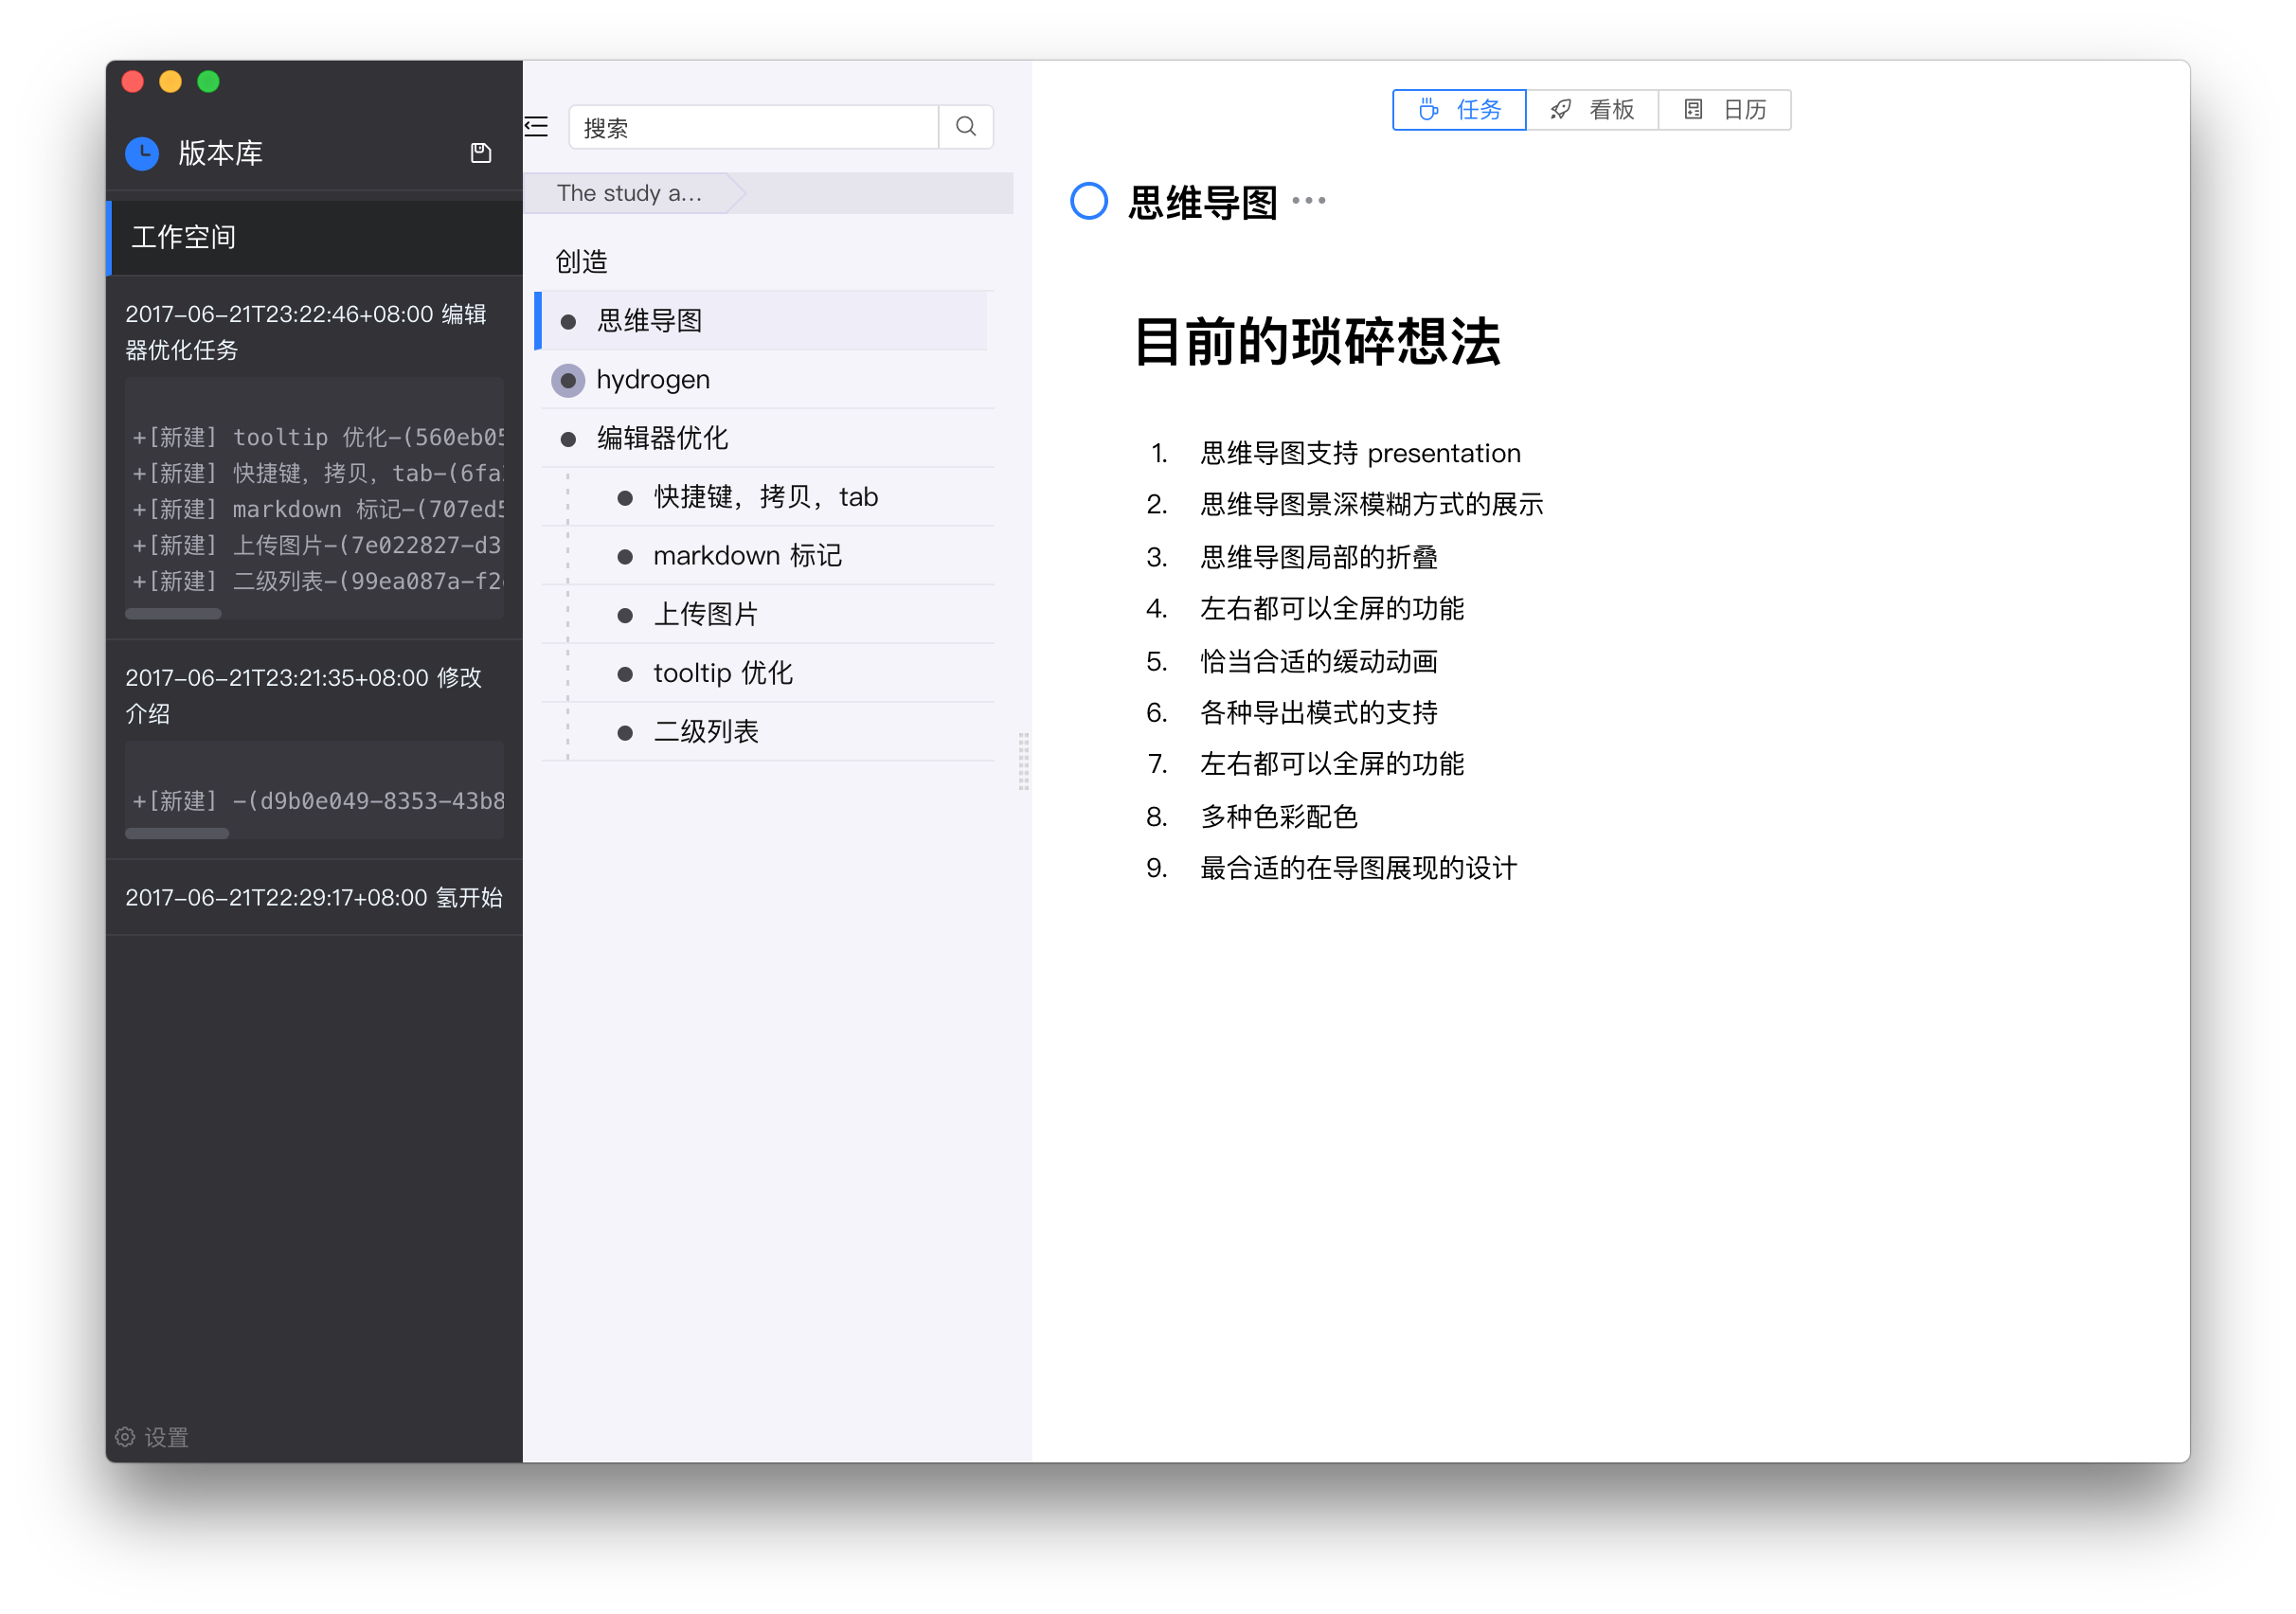 版本库
工作空间
2017-06-21T23:22:46+08:00 编辑
器优化任务
+[新建] tooltip 优化-(560eb05
+[新建] 快捷键，拷贝，tab-(6fa
+[新建] markdown 标记-(707ed5
+[新建] 上传图片-(7e022827-d3
+[新建] 二级列表-(99ea087a-f2
2017-06-21T23:21:35+08:00 修改
介绍
+[新建] -(d9b0e049-8353-43b8
2017-06-21T22:29:17+08:00 氢开始
设置
搜索
The study a...
创造
思维导图
hydrogen
编辑器优化
快捷键，拷贝，tab
markdown 标记
上传图片
tooltip 优化
二级列表
任务 看板 日历
思维导图 •••
目前的琐碎想法
1. 思维导图支持 presentation
2. 思维导图景深模糊方式的展示
3. 思维导图局部的折叠
4. 左右都可以全屏的功能
5. 恰当合适的缓动动画
6. 各种导出模式的支持
7. 左右都可以全屏的功能
8. 多种色彩配色
9. 最合适的在导图展现的设计